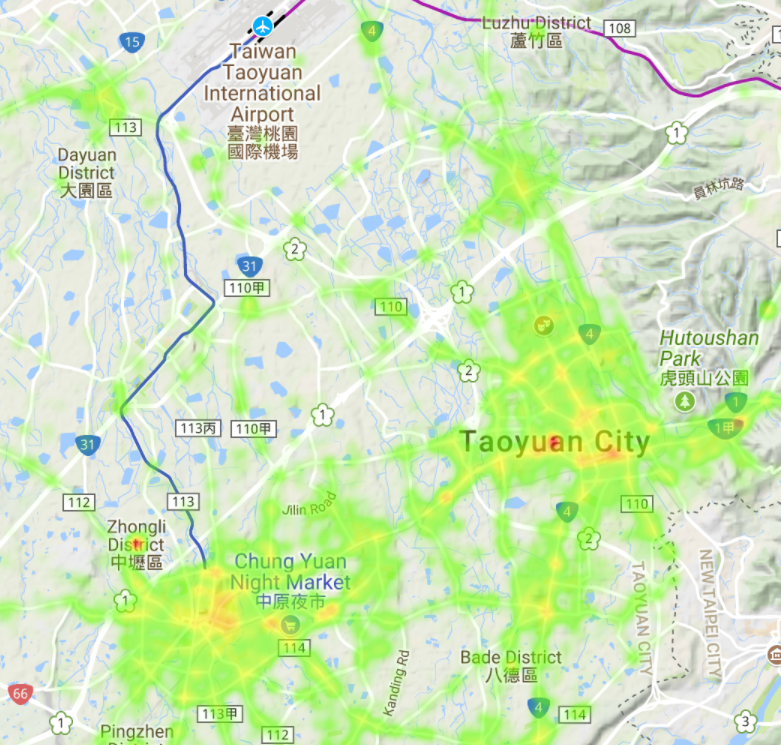 15
4
Luzhu District
蘆竹區
108
Taiwan
Taoyuan
International
Airport
臺灣桃園
國際機場
113
1
Dayuan
District
大園區
員林坑路
2
31
110甲
1
110
4
Hutoushan
Park
虎頭山公園
2
1
1
1甲
113丙
110甲
31
Taoyuan City
112
113
Jilin Road
4
110
Zhongli
District
中壢區
2
Chung Yuan
Night Market
中原夜市
1
TAOYUAN CITY
NEW TAIPEI CITY
114
Kanding Rd
Bade District
八德區
66
1
113甲
112
4
114
3
Pingzhen